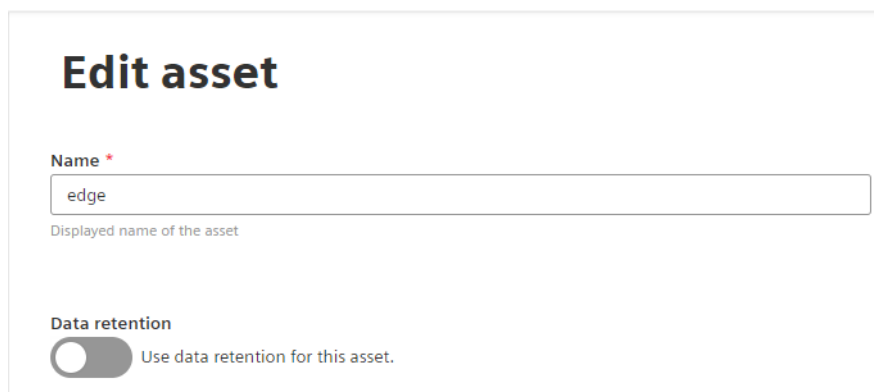 Edit asset
Name *
edge
Displayed name of the asset
Data retention
Use data retention for this asset.